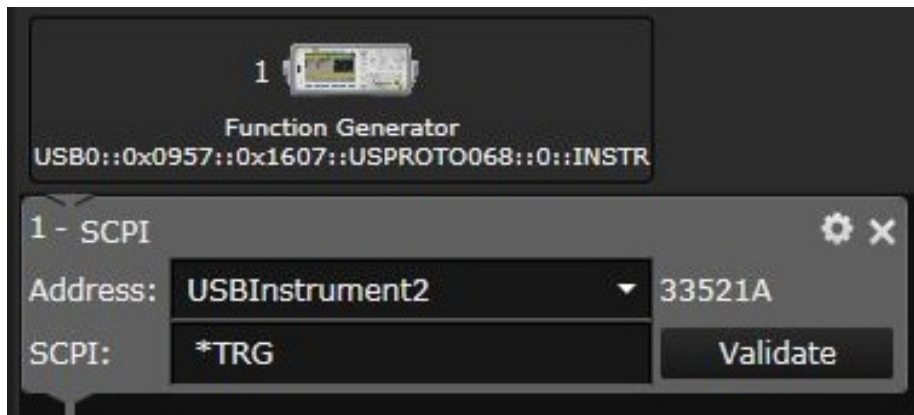 1
Function Generator
USB0::0x0957::0x1607::USPROTO068::0::INSTR
1 - SCPI
Address: USBInstrument2 33521A
SCPI: *TRG Validate